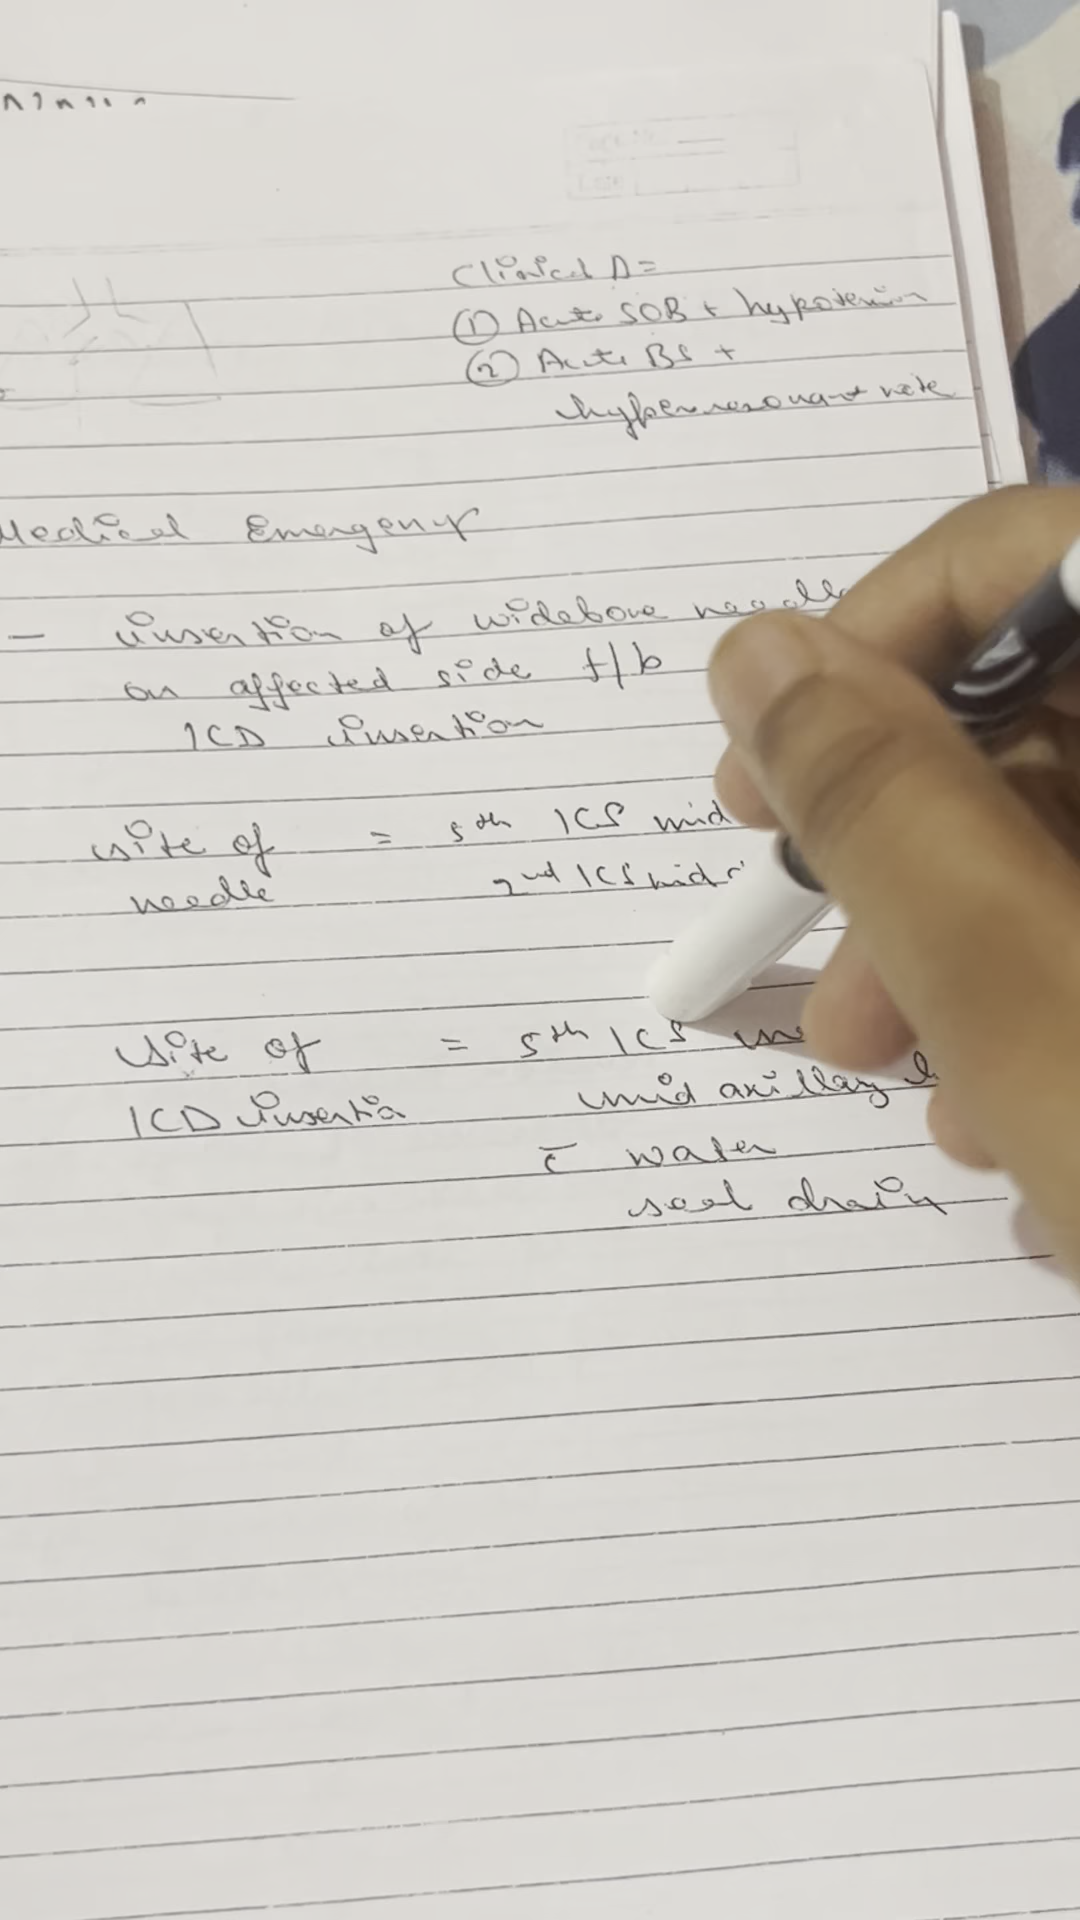 Clinical Δ =
① Acute SOB + hypotension
② Acute BS +
hyperresonant note
Medical Emergency
— insertion of widebore needle
on affected side f/b
ICD insertion
site of = 5th ICS mid
needle 2nd ICS mid
Site of = 5th ICS
ICD insertio mid axillary
c̄ water
seal drain